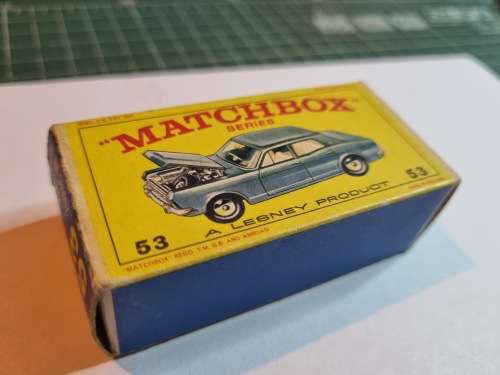 "MATCHBOX"
SERIES
53
53
A LESNEY PRODUCT
"MATCHBOX" REGD. T.M. G.B. AND ABROAD